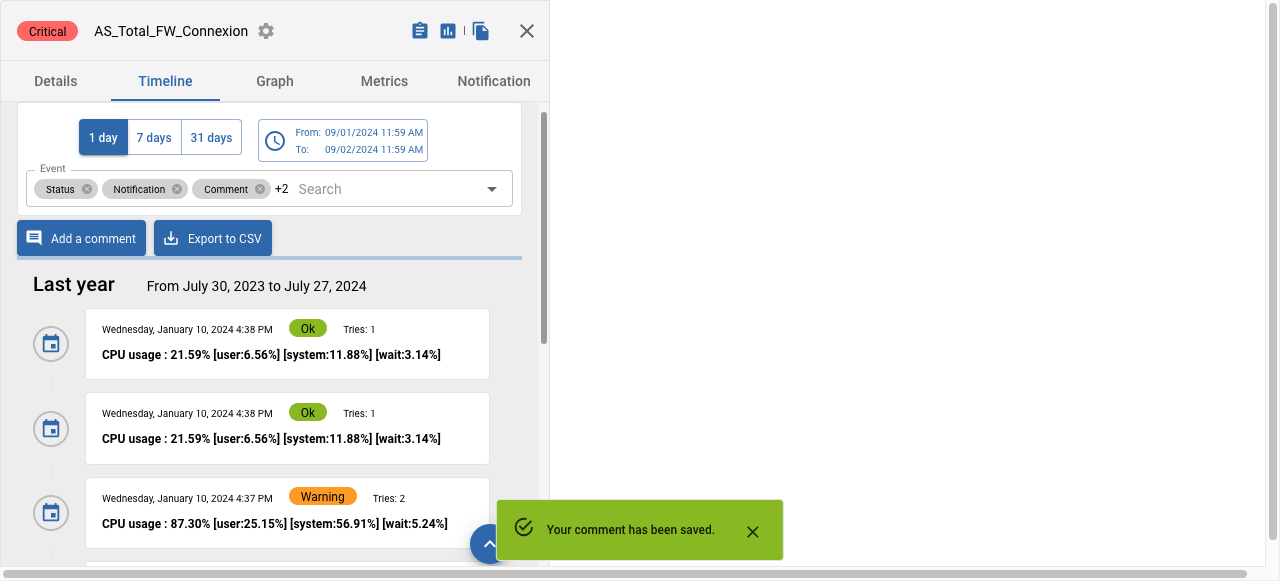 Critical AS_Total_FW_Connexion
Details Timeline Graph Metrics Notification
1 day 7 days 31 days
From: 09/01/2024 11:59 AM
To: 09/02/2024 11:59 AM
Event
Status Notification Comment +2 Search
Add a comment Export to CSV
Last year From July 30, 2023 to July 27, 2024
Wednesday, January 10, 2024 4:38 PM Ok Tries: 1
CPU usage : 21.59% [user:6.56%] [system:11.88%] [wait:3.14%]
Wednesday, January 10, 2024 4:38 PM Ok Tries: 1
CPU usage : 21.59% [user:6.56%] [system:11.88%] [wait:3.14%]
Wednesday, January 10, 2024 4:37 PM Warning Tries: 2
CPU usage : 87.30% [user:25.15%] [system:56.91%] [wait:5.24%]
Your comment has been saved.